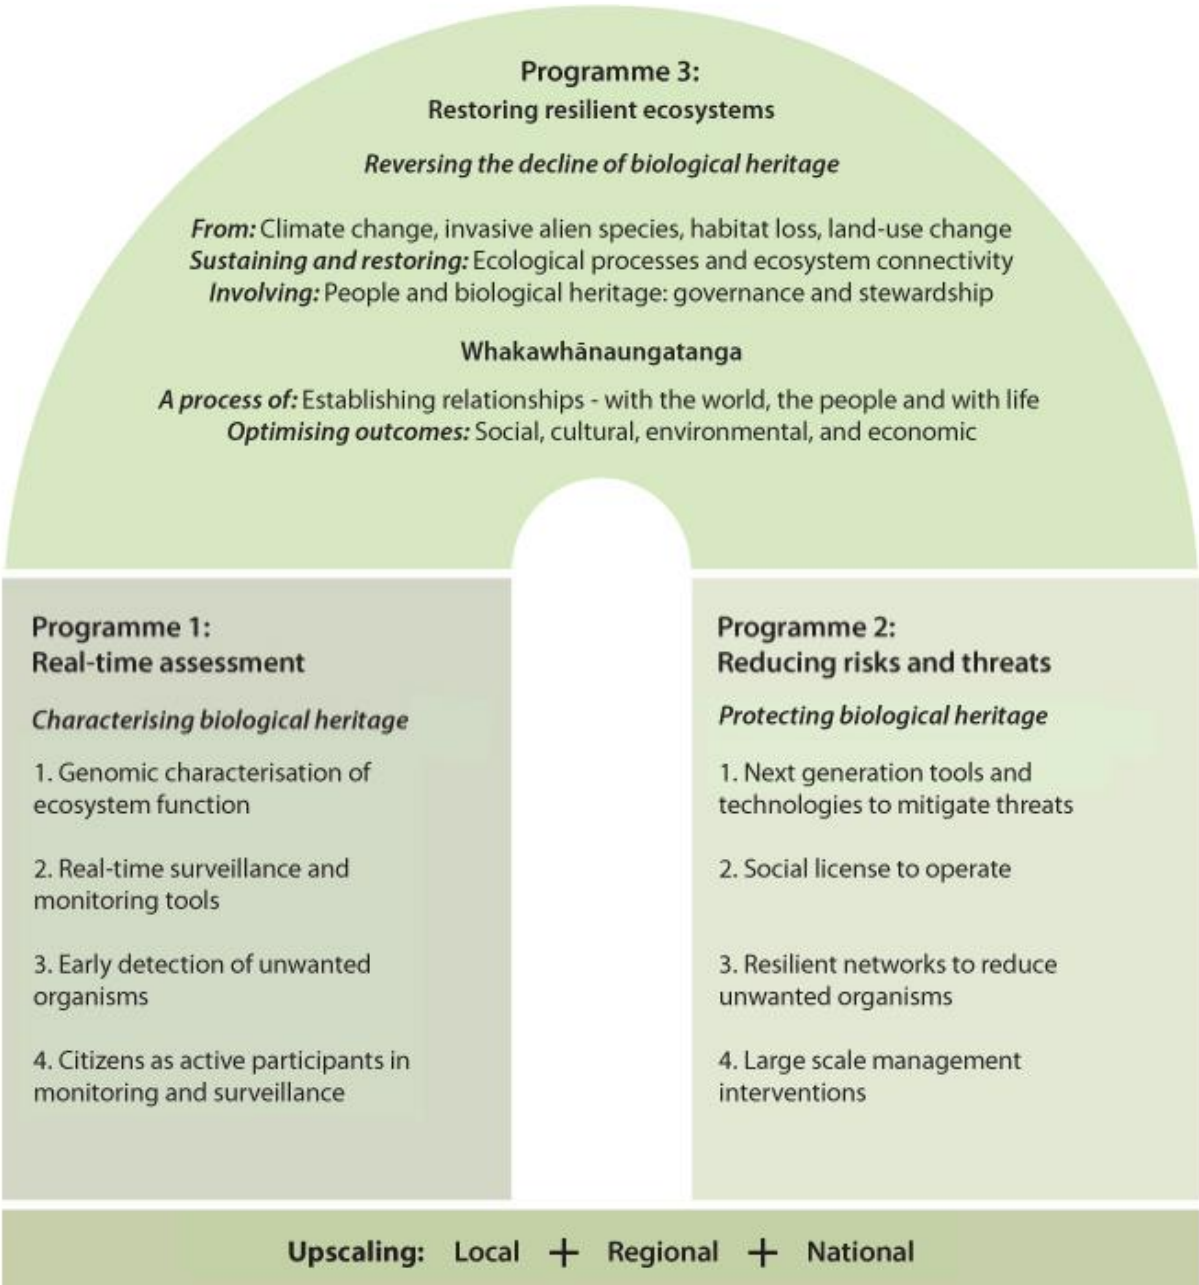 Programme 3:
Restoring resilient ecosystems
Reversing the decline of biological heritage
From: Climate change, invasive alien species, habitat loss, land-use change
Sustaining and restoring: Ecological processes and ecosystem connectivity
Involving: People and biological heritage: governance and stewardship
Whakawhānaungatanga
A process of: Establishing relationships - with the world, the people and with life
Optimising outcomes: Social, cultural, environmental, and economic
Programme 1:
Real-time assessment
Characterising biological heritage
1. Genomic characterisation of
ecosystem function
2. Real-time surveillance and
monitoring tools
3. Early detection of unwanted
organisms
4. Citizens as active participants in
monitoring and surveillance
Programme 2:
Reducing risks and threats
Protecting biological heritage
1. Next generation tools and
technologies to mitigate threats
2. Social license to operate
3. Resilient networks to reduce
unwanted organisms
4. Large scale management
interventions
Upscaling: Local + Regional + National